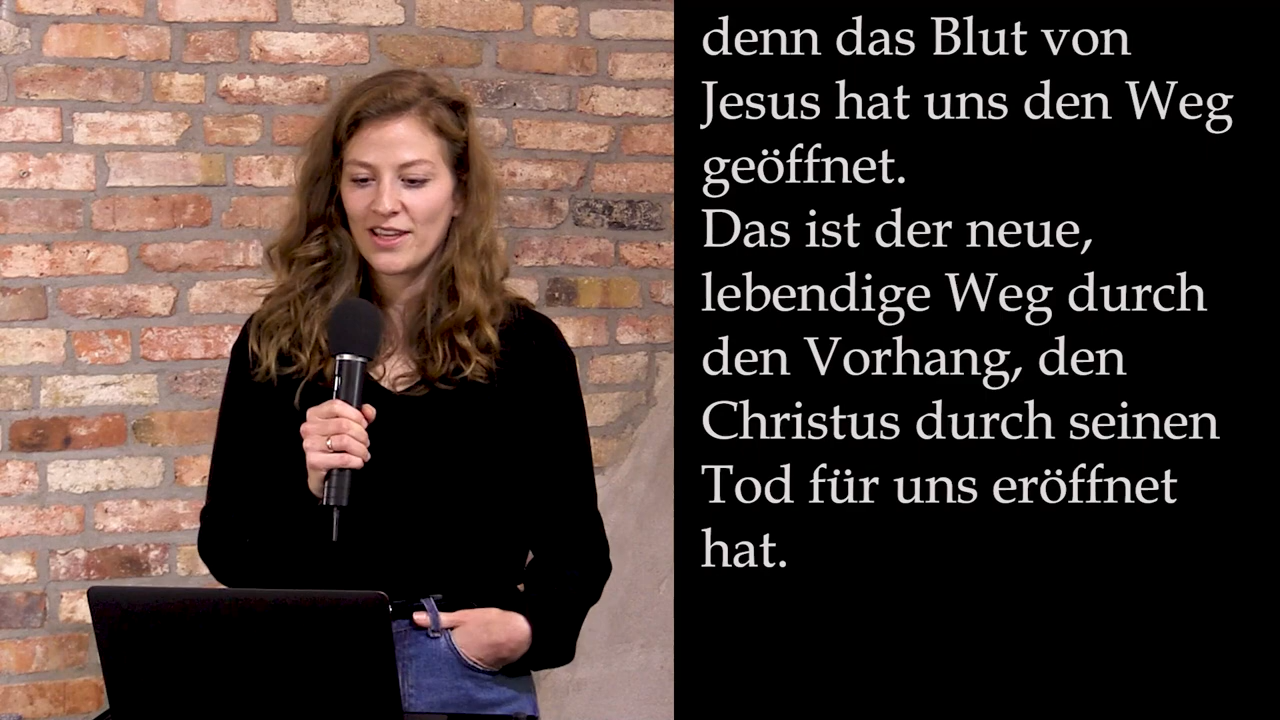 denn das Blut von
Jesus hat uns den Weg
geöffnet.
Das ist der neue,
lebendige Weg durch
den Vorhang, den
Christus durch seinen
Tod für uns eröffnet
hat.